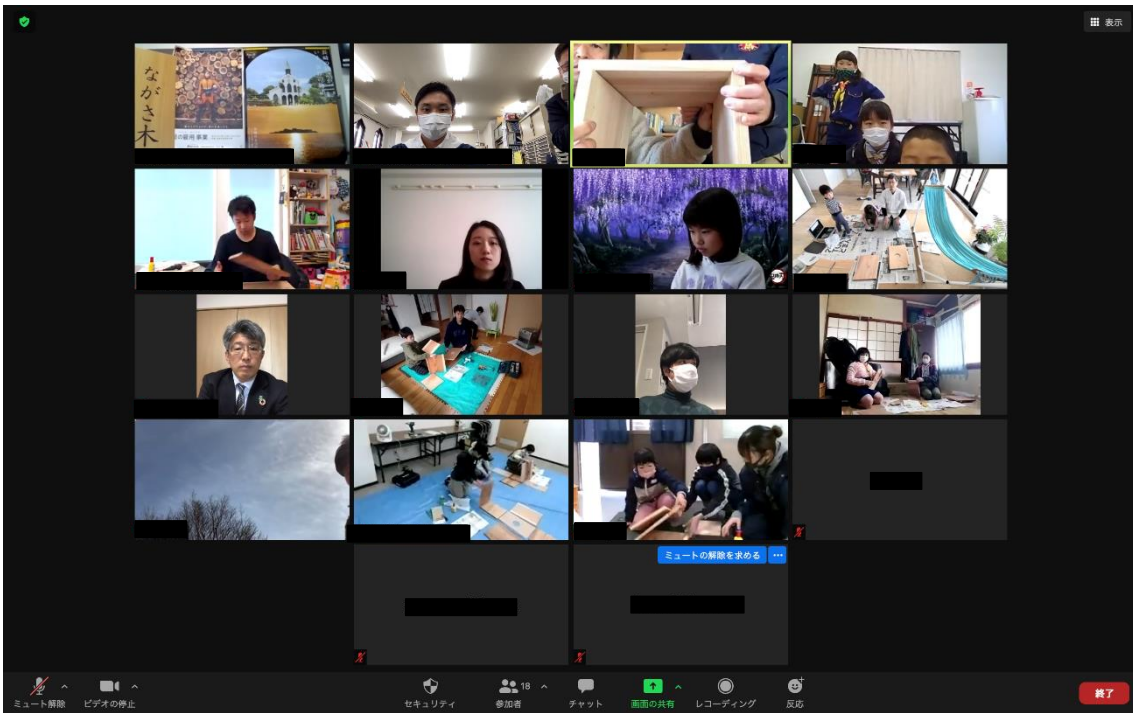 表示
ながさ木
ミュートの解除を求める
ミュート解除
ビデオの停止
セキュリティ
18
参加者
チャット
画面の共有
レコーディング
反応
終了